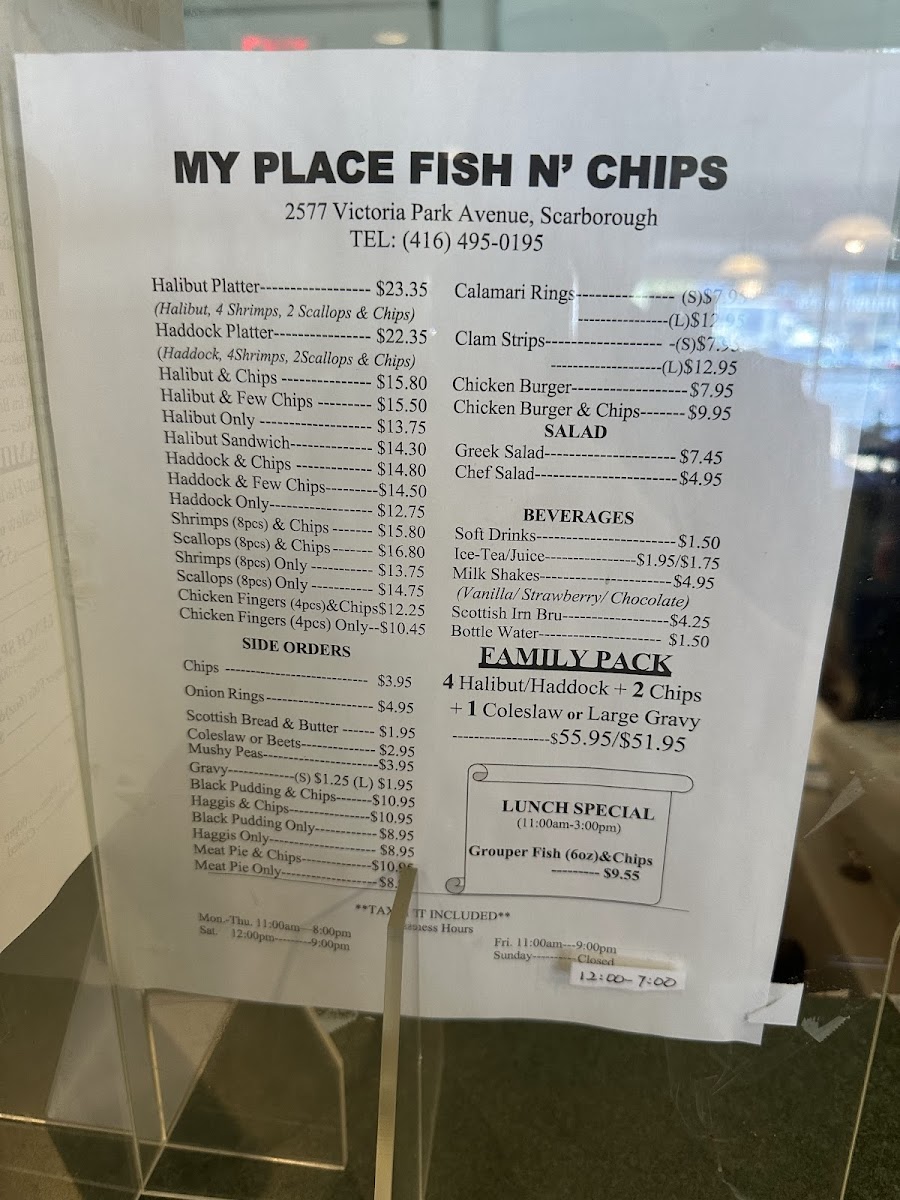 MY PLACE FISH N' CHIPS
2577 Victoria Park Avenue, Scarborough
TEL: (416) 495-0195
Halibut Platter------------------ $23.35
(Halibut, 4 Shrimps, 2 Scallops & Chips)
Haddock Platter---------------- $22.35
(Haddock, 4Shrimps, 2Scallops & Chips)
Halibut & Chips --------------- $15.80
Halibut & Few Chips ------------- $15.50
Halibut Only ------------------- $13.75
Halibut Sandwich-------------- $14.30
Haddock & Chips ------------- $14.80
Haddock & Few Chips---------$14.50
Haddock Only------------------ $12.75
Shrimps (8pcs) & Chips ------- $15.80
Scallops (8pcs) & Chips------- $16.80
Shrimps (8pcs) Only ----------- $13.75
Scallops (8pcs) Only ----------- $14.75
Chicken Fingers (4pcs)&Chips$12.25
Chicken Fingers (4pcs) Only--$10.45
SIDE ORDERS
Chips -------------------------- $3.95
Onion Rings------------------- $4.95
Scottish Bread & Butter ------ $1.95
Coleslaw or Beets------------- $2.95
Mushy Peas--------------------$3.95
Gravy------------(S) $1.25 (L) $1.95
Black Pudding & Chips-------$10.95
Haggis & Chips----------------$10.95
Black Pudding Only------------ $8.95
Haggis Only-------------------- $8.95
Meat Pie & Chips-------------$10.95
Meat Pie Only--------------------$8.
Calamari Rings---------------- (S)$7.95
--------------(L)$12.95
Clam Strips-------------------- -(S)$7.95
--------------------(L)$12.95
Chicken Burger-------------------- $7.95
Chicken Burger & Chips------- $9.95
SALAD
Greek Salad----------------------- $7.45
Chef Salad-------------------------$4.95
BEVERAGES
Soft Drinks-------------------------$1.50
Ice-Tea/Juice----------------$1.95/$1.75
Milk Shakes------------------------$4.95
(Vanilla/ Strawberry/ Chocolate)
Scottish Irn Bru-------------------$4.25
Bottle Water---------------------- $1.50
FAMILY PACK
4 Halibut/Haddock + 2 Chips
+ 1 Coleslaw or Large Gravy
------------------$55.95/$51.95
LUNCH SPECIAL
(11:00am-3:00pm)
Grouper Fish (6oz)&Chips
--------- $9.55
**TAX INCLUDED**
Hours
Mon.-Thu. 11:00am---8:00pm
Sat. 12:00pm----------9:00pm
Fri. 11:00am---9:00pm
Sunday----------Closed
12:00-7:00